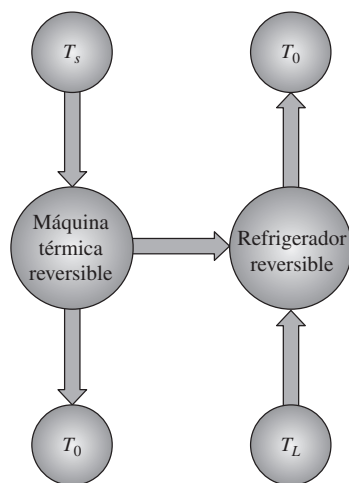 T_s
T_0
Máquina
térmica
reversible
Refrigerador
reversible
T_0
T_L